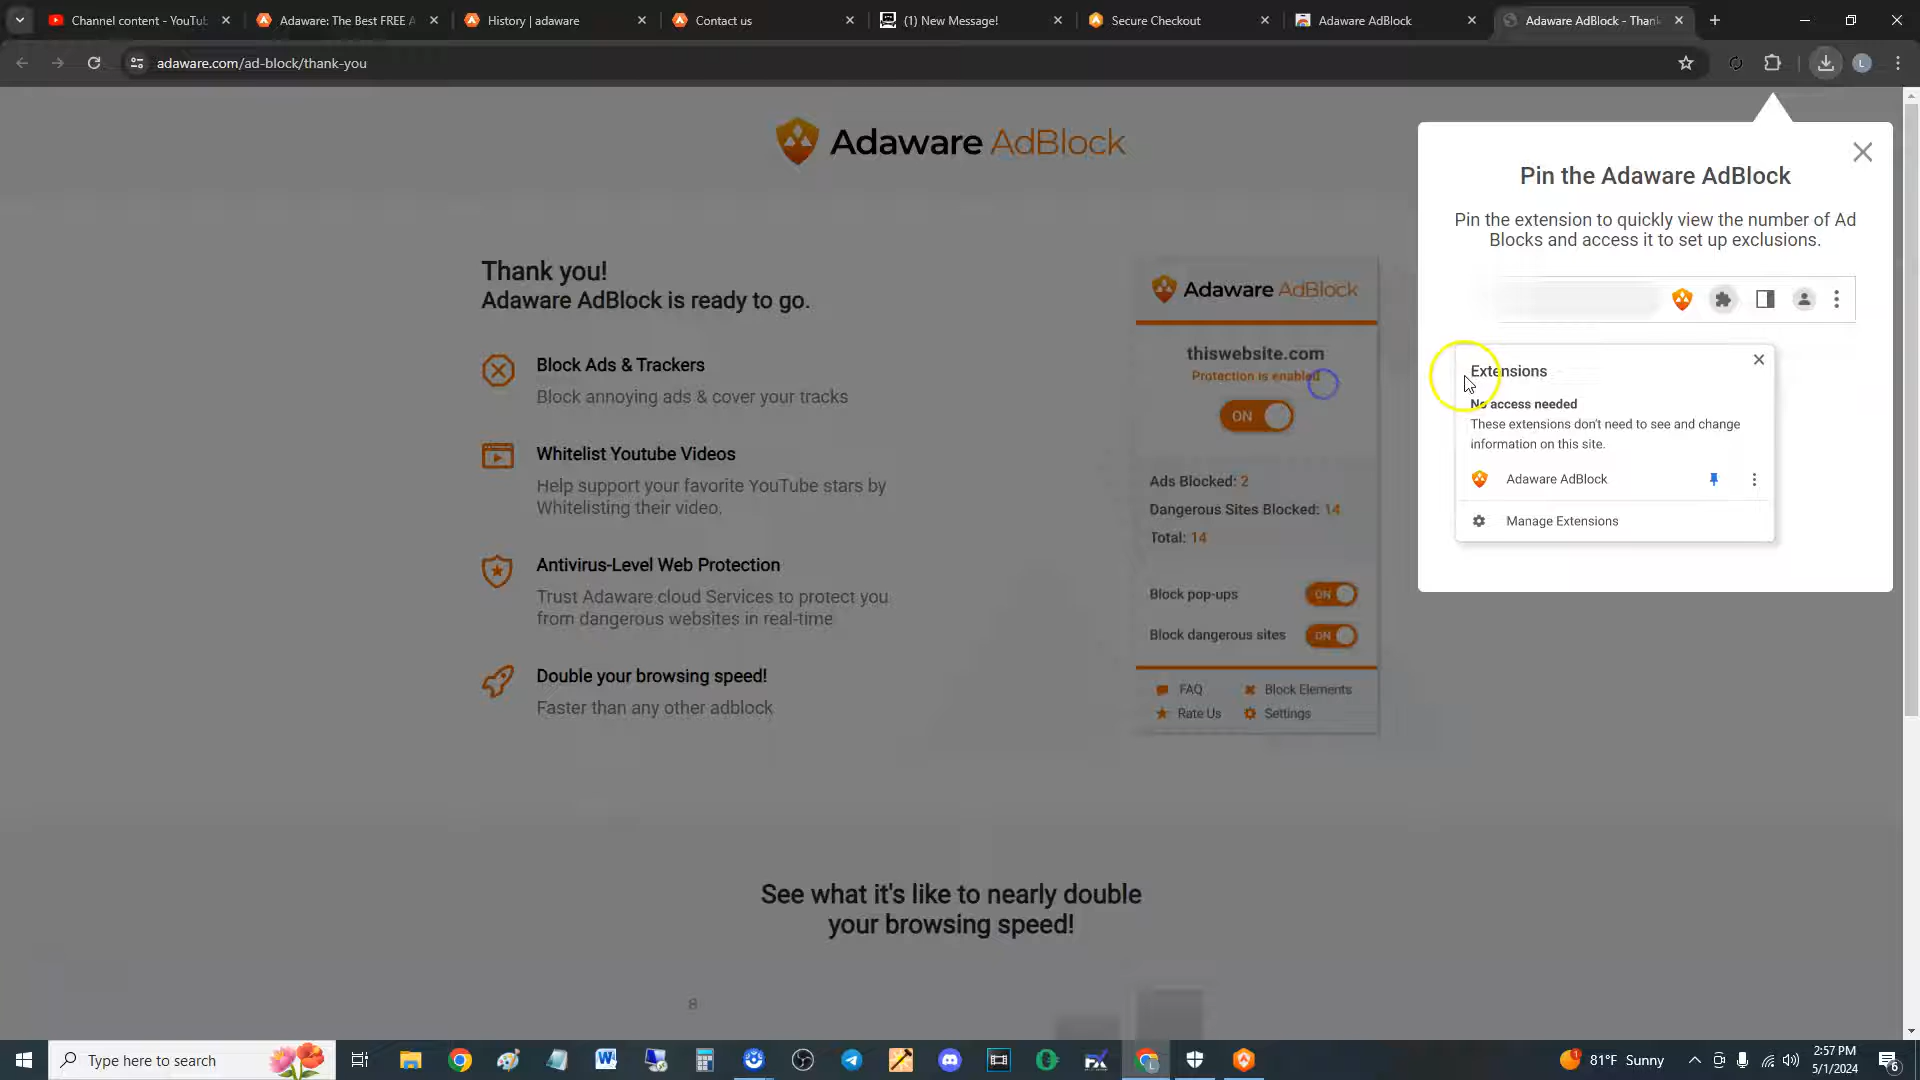 Channel content - YouTub
Adaware: The Best FREE A
History | adaware
Contact us
(1) New Message!
Secure Checkout
Adaware AdBlock
Adaware AdBlock - Thank
adaware.com/ad-block/thank-you
L
Adaware AdBlock
Thank you!
Adaware AdBlock is ready to go.
Block Ads & Trackers
Block annoying ads & cover your tracks
Whitelist Youtube Videos
Help support your favorite YouTube stars by
Whitelisting their video.
Antivirus-Level Web Protection
Trust Adaware cloud Services to protect you
from dangerous websites in real-time
Double your browsing speed!
Faster than any other adblock
Adaware AdBlock
thiswebsite.com
Protection is enabled
ON
Ads Blocked: 2
Dangerous Sites Blocked: 14
Total: 14
Block pop-ups ON
Block dangerous sites ON
FAQ Block Elements
Rate Us Settings
Pin the Adaware AdBlock
Pin the extension to quickly view the number of Ad
Blocks and access it to set up exclusions.
Extensions
No access needed
These extensions don't need to see and change
information on this site.
Adaware AdBlock
Manage Extensions
See what it's like to nearly double
your browsing speed!
8
Type here to search
W
L
1
81°F Sunny
2:57 PM
5/1/2024
6